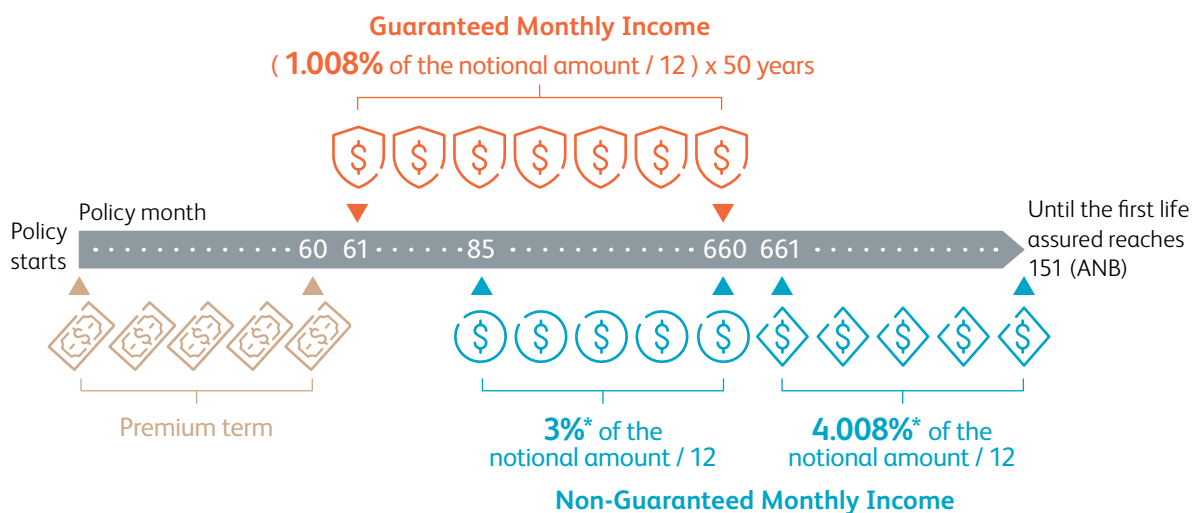 Guaranteed Monthly Income
( 1.008% of the notional amount / 12 ) x 50 years
$ $ $ $ $ $ $
Policy month
Policy
starts
60 61 85 660 661
Until the first life
assured reaches
151 (ANB)
$ $ $ $ $
$ $ $ $ $ $ $ $ $ $
Premium term
3%* of the
notional amount / 12
4.008%* of the
notional amount / 12
Non-Guaranteed Monthly Income